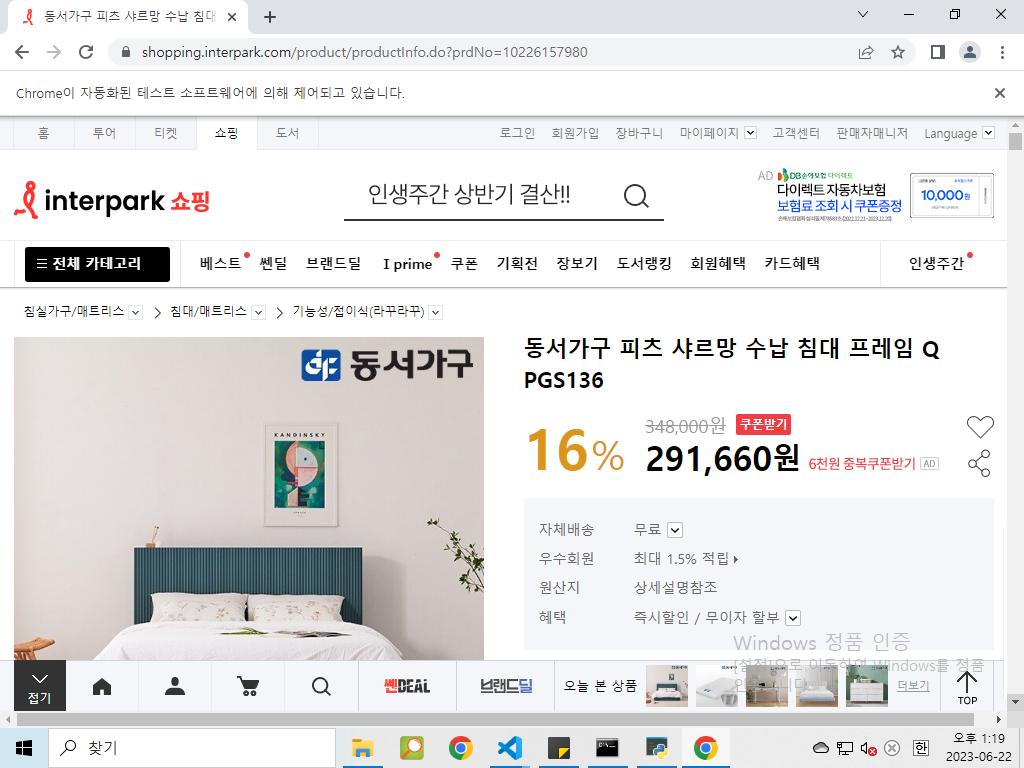 동서가구 피츠 샤르망 수납 침대
shopping.interpark.com/product/productInfo.do?prdNo=10226157980
Chrome이 자동화된 테스트 소프트웨어에 의해 제어되고 있습니다.
홈 투어 티켓 쇼핑 도서 로그인 회원가입 장바구니 마이페이지 고객센터 판매자매니저 Language
interpark 쇼핑
인생주간 상반기 결산!!
AD DB손해보험 다이렉트
다이렉트 자동차보험
보험료 조회 시 쿠폰증정
10,000원
전체 카테고리 베스트 쎈딜 브랜드딜 I prime 쿠폰 기획전 장보기 도서랭킹 회원혜택 카드혜택 인생주간
침실가구/매트리스 침대/매트리스 기능성/접이식(라꾸라꾸)
동서가구
KANDINSKY
동서가구 피츠 샤르망 수납 침대 프레임 Q
PGS136
16%
348,000원 쿠폰받기
291,660원 6천원 중복쿠폰받기 AD
자체배송 무료
우수회원 최대 1.5% 적립
원산지 상세설명참조
혜택 즉시할인 / 무이자 할부
Windows 정품 인증
[설정]으로 이동하여 Windows를 정품
접기
쎈DEAL
브랜드딜
오늘 본 상품
더보기
TOP
찾기
한
오후 1:19
2023-06-22